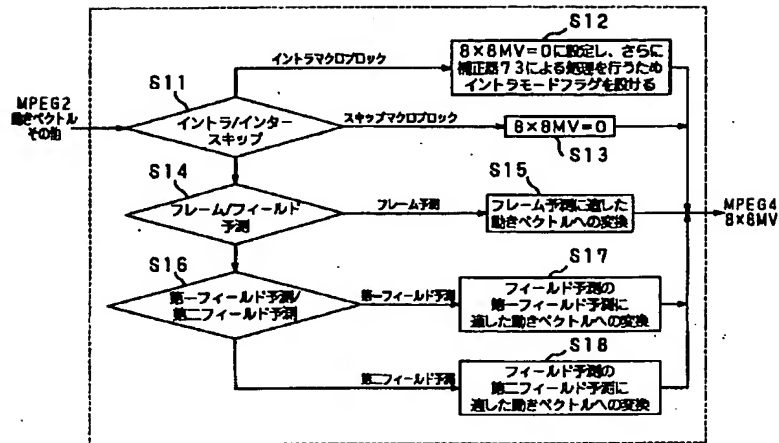 S12
8×8MV=0に設定し、さらに
補正器73による処理を行うため
イントラモードフラグを設ける
イントラマクロブロック
S11
MPEG2
動きベクトル
その他
イントラ/インター
スキップ
スキップマクロブロック
8×8MV=0
S13
S14
フレーム/フィールド
予測
フレーム予測
S15
フレーム予測に適した
動きベクトルへの変換
MPEG4
8×8MV
S16
第一フィールド予測/
第二フィールド予測
第一フィールド予測
S17
フィールド予測の
第一フィールド予測に
適した動きベクトルへの変換
S18
第二フィールド予測
フィールド予測の
第二フィールド予測に
適した動きベクトルへの変換